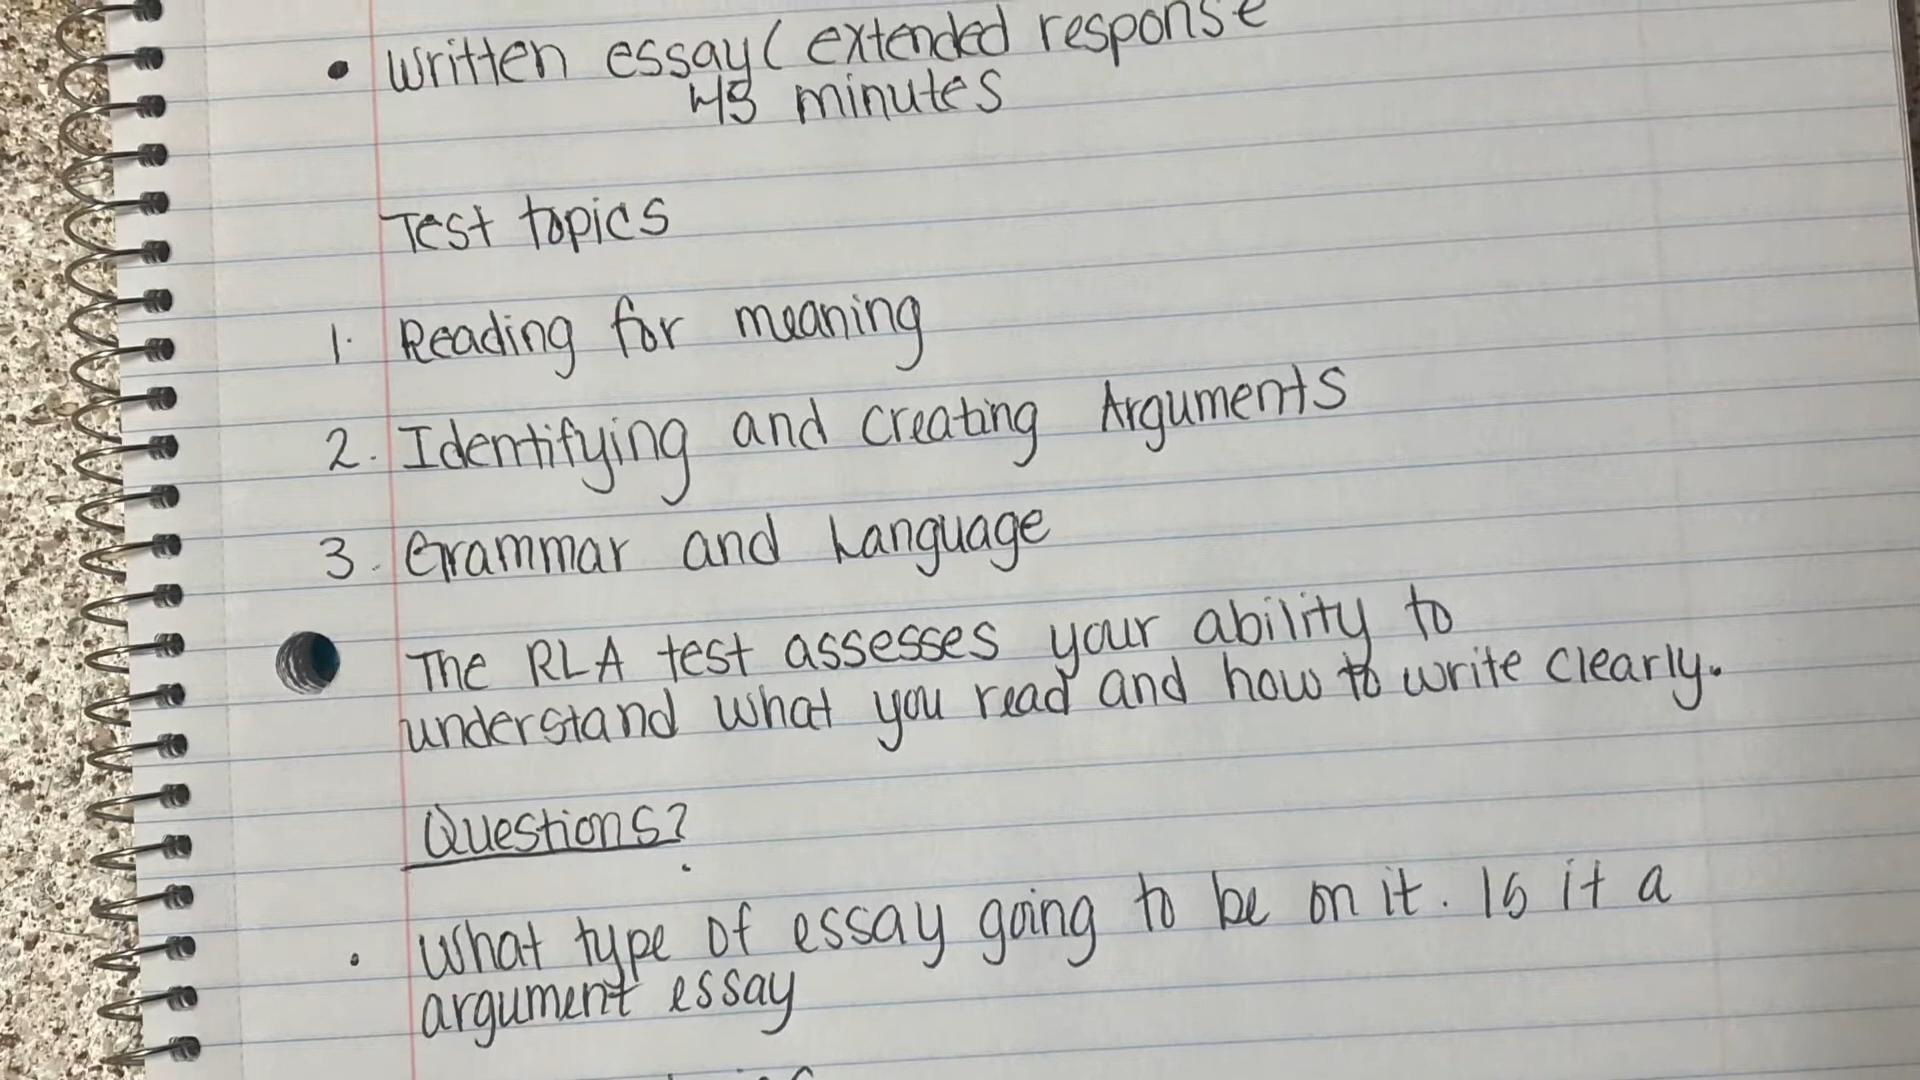 • written essay ( extended response
45 minutes
Test topics
1. Reading for meaning
2. Identifying and creating Arguments
3. Grammar and Language
The RLA test assesses your ability to
understand what you read and how to write clearly.
Questions?
• What type of essay going to be on it. Is it a
argument essay